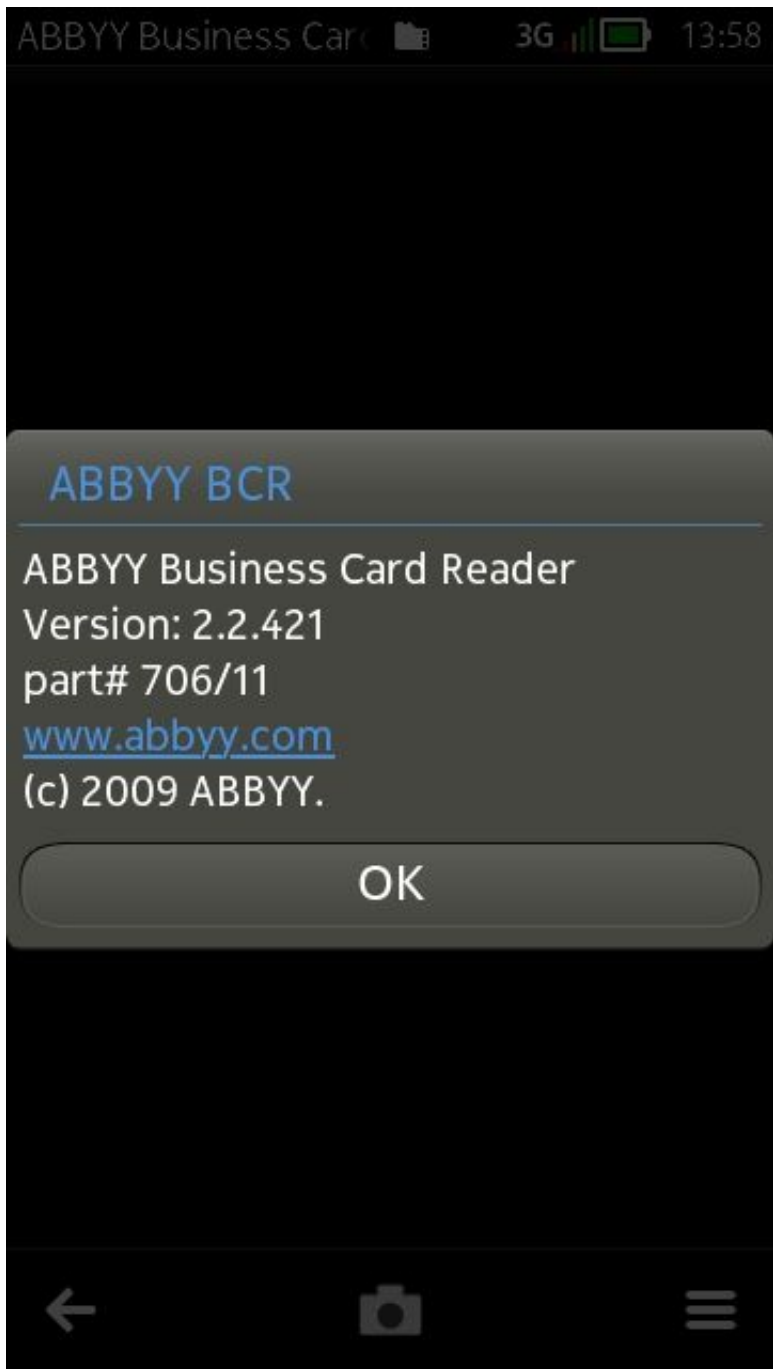 ABBYY Business Car
3G
13:58
ABBYY BCR
ABBYY Business Card Reader
Version: 2.2.421
part# 706/11
www.abbyy.com
(c) 2009 ABBYY.
OK